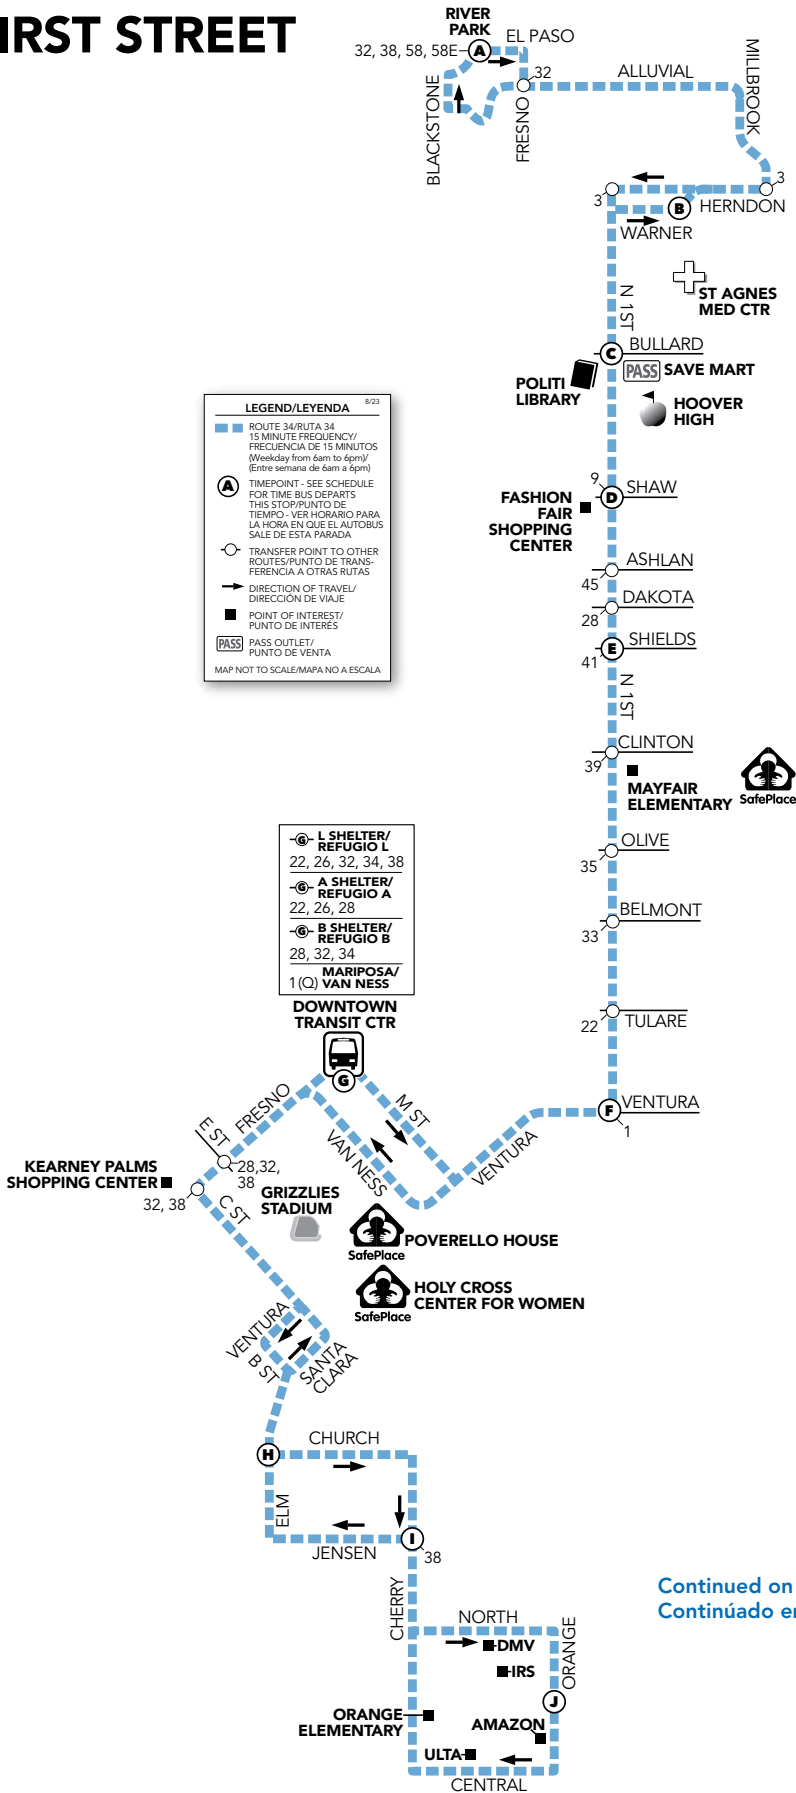 IRST STREET
RIVER
PARK
EL PASO
32, 38, 58, 58E
A
32
ALLUVIAL
MILLBROOK
BLACKSTONE
FRESNO
3
3
B
HERNDON
WARNER
N 1ST
ST AGNES
MED CTR
C
BULLARD
PASS SAVE MART
POLITI
LIBRARY
HOOVER
HIGH
8/23
LEGEND/LEYENDA
ROUTE 34/RUTA 34
15 MINUTE FREQUENCY/
FRECUENCIA DE 15 MINUTOS
(Weekday from 6am to 6pm)/
(Entre semana de 6am a 6pm)
A
TIMEPOINT - SEE SCHEDULE
FOR TIME BUS DEPARTS
THIS STOP/PUNTO DE
TIEMPO - VER HORARIO PARA
LA HORA EN QUE EL AUTOBUS
SALE DE ESTA PARADA
TRANSFER POINT TO OTHER
ROUTES/PUNTO DE TRANS-
FERENCIA A OTRAS RUTAS
DIRECTION OF TRAVEL/
DIRECCIÓN DE VIAJE
POINT OF INTEREST/
PUNTO DE INTERÉS
PASS
PASS OUTLET/
PUNTO DE VENTA
MAP NOT TO SCALE/MAPA NO A ESCALA
9
D
SHAW
FASHION
FAIR
SHOPPING
CENTER
ASHLAN
45
DAKOTA
28
E
SHIELDS
41
N 1ST
CLINTON
39
MAYFAIR
ELEMENTARY
SafePlace
OLIVE
35
BELMONT
33
TULARE
22
F
VENTURA
1
G L SHELTER/
REFUGIO L
22, 26, 32, 34, 38
G A SHELTER/
REFUGIO A
22, 26, 28
G B SHELTER/
REFUGIO B
28, 32, 34
MARIPOSA/
1(Q) VAN NESS
DOWNTOWN
TRANSIT CTR
G
M ST
VAN NESS
VENTURA
FRESNO
E ST
28,32,
38
KEARNEY PALMS
SHOPPING CENTER
32, 38
C ST
GRIZZLIES
STADIUM
SafePlace
POVERELLO HOUSE
SafePlace
HOLY CROSS
CENTER FOR WOMEN
VENTURA
B ST
SANTA
CLARA
H
CHURCH
ELM
JENSEN
I
38
CHERRY
Continued on
Continúado en
NORTH
DMV
IRS
ORANGE
J
ORANGE
ELEMENTARY
AMAZON
ULTA
CENTRAL